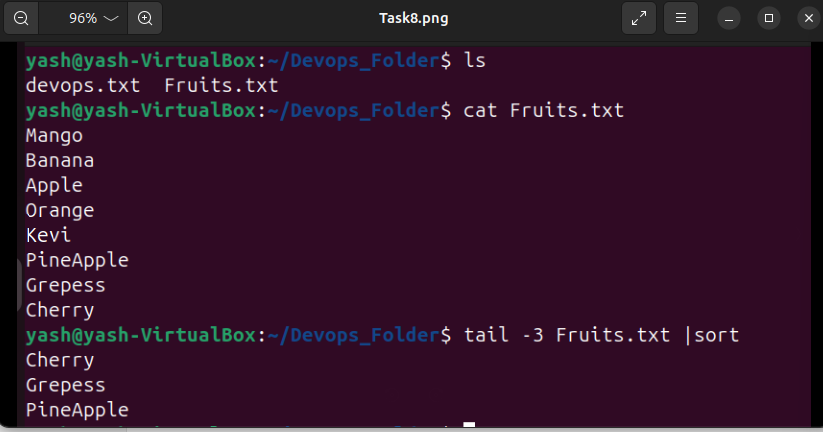 96%
Task8.png
yash@yash-VirtualBox:~/Devops_Folder$ ls
devops.txt  Fruits.txt
yash@yash-VirtualBox:~/Devops_Folder$ cat Fruits.txt
Mango
Banana
Apple
Orange
Kevi
PineApple
Grepess
Cherry
yash@yash-VirtualBox:~/Devops_Folder$ tail -3 Fruits.txt |sort
Cherry
Grepess
PineApple